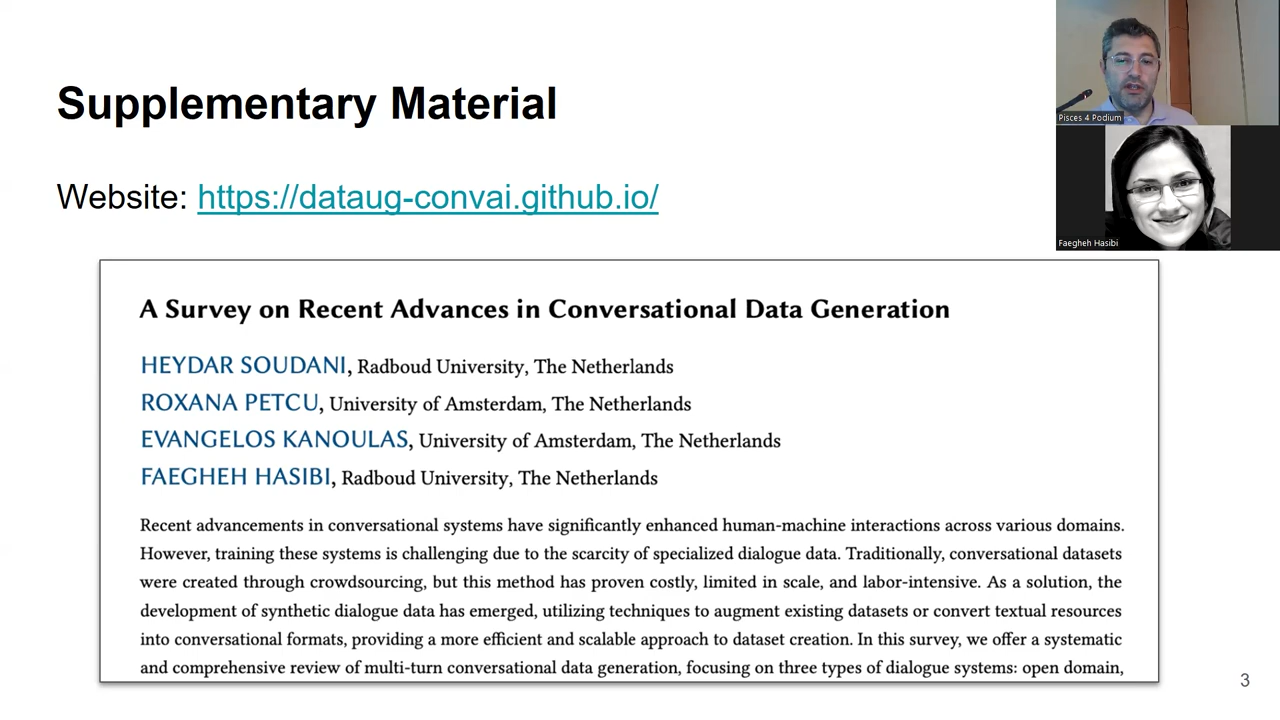 Supplementary Material
Pisces 4 Podium
Website: https://dataug-convai.github.io/
Faegheh Hasibi
A Survey on Recent Advances in Conversational Data Generation
HEYDAR SOUDANI, Radboud University, The Netherlands
ROXANA PETCU, University of Amsterdam, The Netherlands
EVANGELOS KANOULAS, University of Amsterdam, The Netherlands
FAEGHEH HASIBI, Radboud University, The Netherlands
Recent advancements in conversational systems have significantly enhanced human-machine interactions across various domains.
However, training these systems is challenging due to the scarcity of specialized dialogue data. Traditionally, conversational datasets
were created through crowdsourcing, but this method has proven costly, limited in scale, and labor-intensive. As a solution, the
development of synthetic dialogue data has emerged, utilizing techniques to augment existing datasets or convert textual resources
into conversational formats, providing a more efficient and scalable approach to dataset creation. In this survey, we offer a systematic
and comprehensive review of multi-turn conversational data generation, focusing on three types of dialogue systems: open domain,
3